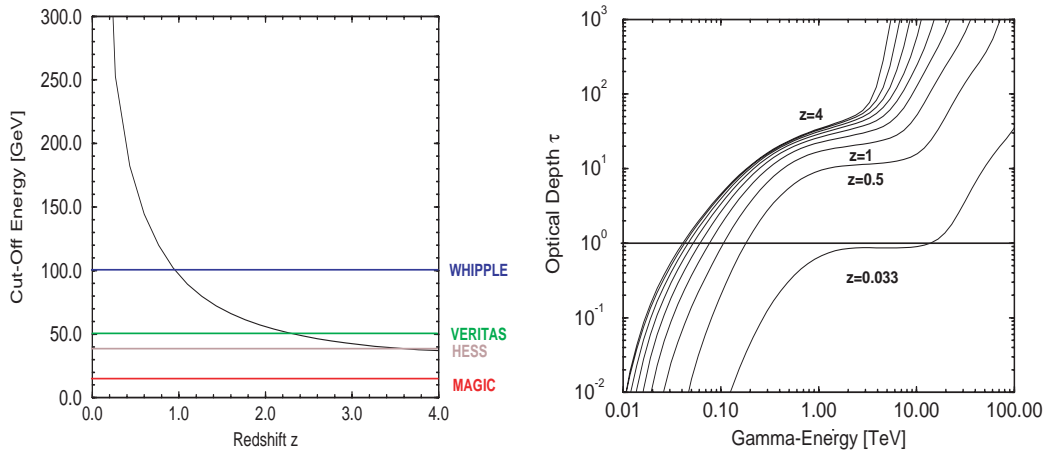 Cut-Off Energy [GeV]
300.0
250.0
200.0
150.0
100.0
50.0
0.0
0.0 1.0 2.0 3.0 4.0
Redshift z
WHIPPLE
VERITAS
HESS
MAGIC
Optical Depth τ
10^3
10^2
10^1
10^0
10^-1
10^-2
z=4
z=1
z=0.5
z=0.033
0.01 0.10 1.00 10.00 100.00
Gamma-Energy [TeV]